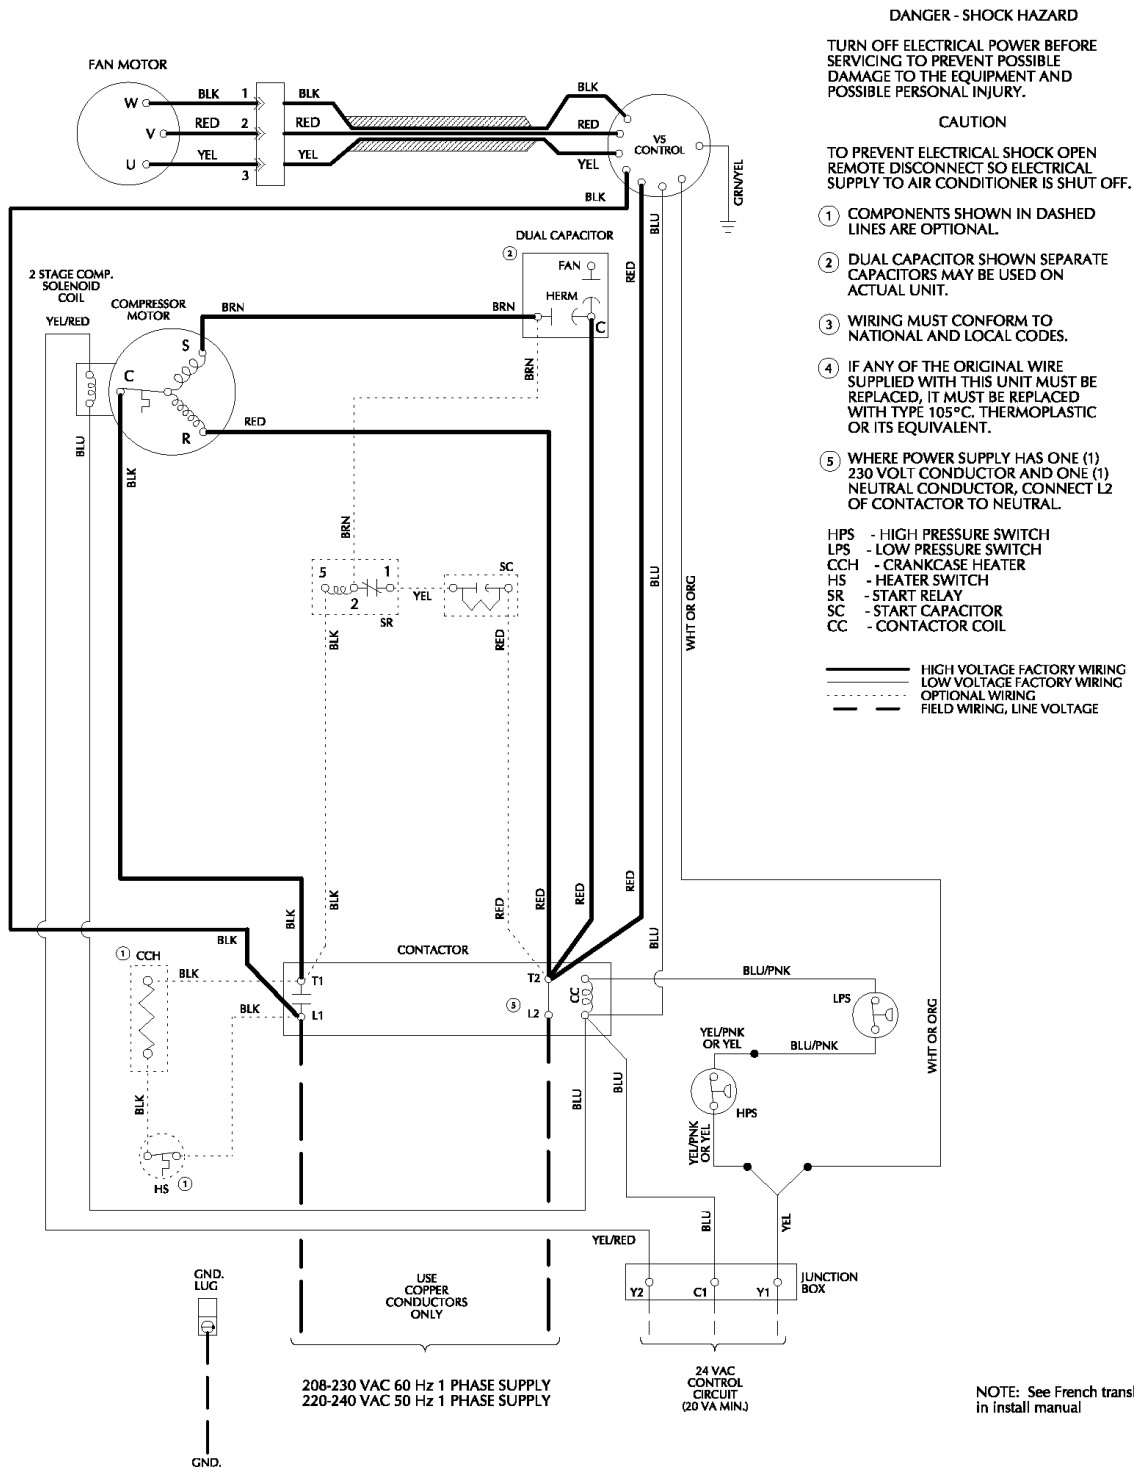 DANGER - SHOCK HAZARD
TURN OFF ELECTRICAL POWER BEFORE
SERVICING TO PREVENT POSSIBLE
DAMAGE TO THE EQUIPMENT AND
POSSIBLE PERSONAL INJURY.
CAUTION
TO PREVENT ELECTRICAL SHOCK OPEN
REMOTE DISCONNECT SO ELECTRICAL
SUPPLY TO AIR CONDITIONER IS SHUT OFF.
1 COMPONENTS SHOWN IN DASHED
LINES ARE OPTIONAL.
2 DUAL CAPACITOR SHOWN SEPARATE
CAPACITORS MAY BE USED ON
ACTUAL UNIT.
3 WIRING MUST CONFORM TO
NATIONAL AND LOCAL CODES.
4 IF ANY OF THE ORIGINAL WIRE
SUPPLIED WITH THIS UNIT MUST BE
REPLACED, IT MUST BE REPLACED
WITH TYPE 105°C. THERMOPLASTIC
OR ITS EQUIVALENT.
5 WHERE POWER SUPPLY HAS ONE (1)
230 VOLT CONDUCTOR AND ONE (1)
NEUTRAL CONDUCTOR, CONNECT L2
OF CONTACTOR TO NEUTRAL.
HPS - HIGH PRESSURE SWITCH
LPS - LOW PRESSURE SWITCH
CCH - CRANKCASE HEATER
HS - HEATER SWITCH
SR - START RELAY
SC - START CAPACITOR
CC - CONTACTOR COIL
HIGH VOLTAGE FACTORY WIRING
LOW VOLTAGE FACTORY WIRING
OPTIONAL WIRING
FIELD WIRING, LINE VOLTAGE
FAN MOTOR
W BLK 1 BLK BLK
V RED 2 RED RED
U YEL 3 YEL YEL
VS
CONTROL
GRN/YEL
BLK
BLU
RED
DUAL CAPACITOR
2
FAN
HERM
C
2 STAGE COMP.
SOLENOID
COIL
YEL/RED
COMPRESSOR
MOTOR
BRN
BRN
S
C
R
RED
BRN
BLU
BLK
BRN
5
1
2
SR
YEL
SC
BLK
RED
BLU
WHT OR ORG
BLK
BLK
RED
RED
RED
RED
BLU
BLK
CONTACTOR
1 CCH
BLK
T1
T2
CC
BLK
L1
5
L2
BLU/PNK
LPS
YEL/PNK
OR YEL
BLU/PNK
WHT OR ORG
BLK
BLU
BLU
HPS
YEL/PNK
OR YEL
HS
1
BLU
YEL
YEL/RED
Y2
C1
Y1
JUNCTION
BOX
GND.
LUG
USE
COPPER
CONDUCTORS
ONLY
208-230 VAC 60 Hz 1 PHASE SUPPLY
220-240 VAC 50 Hz 1 PHASE SUPPLY
24 VAC
CONTROL
CIRCUIT
(20 VA MIN.)
GND.
NOTE: See French transl
in install manual